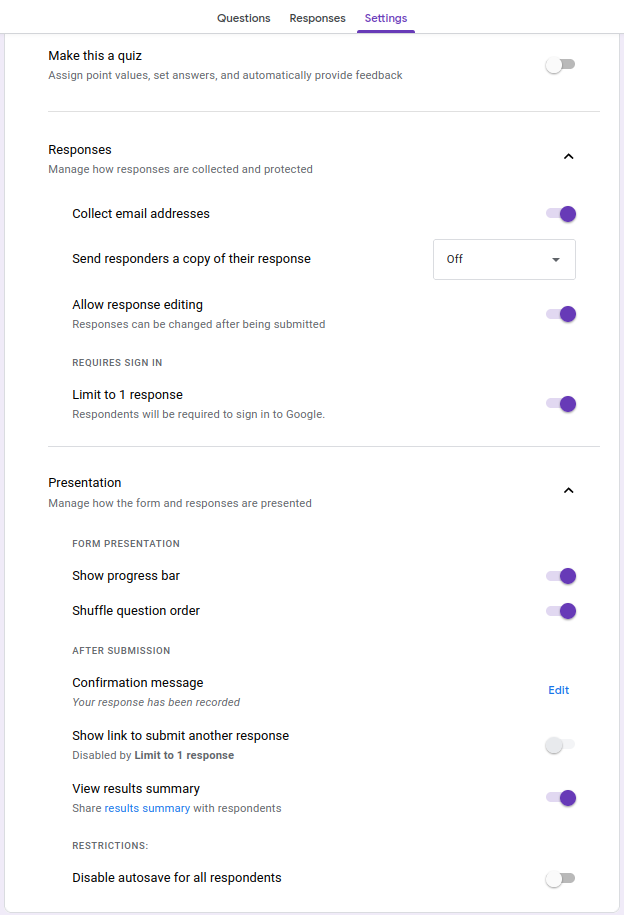 Questions Responses Settings
Make this a quiz
Assign point values, set answers, and automatically provide feedback
Responses
Manage how responses are collected and protected
Collect email addresses
Send responders a copy of their response Off
Allow response editing
Responses can be changed after being submitted
REQUIRES SIGN IN
Limit to 1 response
Respondents will be required to sign in to Google.
Presentation
Manage how the form and responses are presented
FORM PRESENTATION
Show progress bar
Shuffle question order
AFTER SUBMISSION
Confirmation message
Edit
Your response has been recorded
Show link to submit another response
Disabled by Limit to 1 response
View results summary
Share results summary with respondents
RESTRICTIONS:
Disable autosave for all respondents